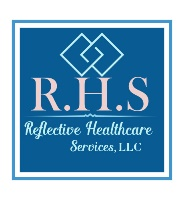 R.H.S
Reflective Healthcare
Services, LLC